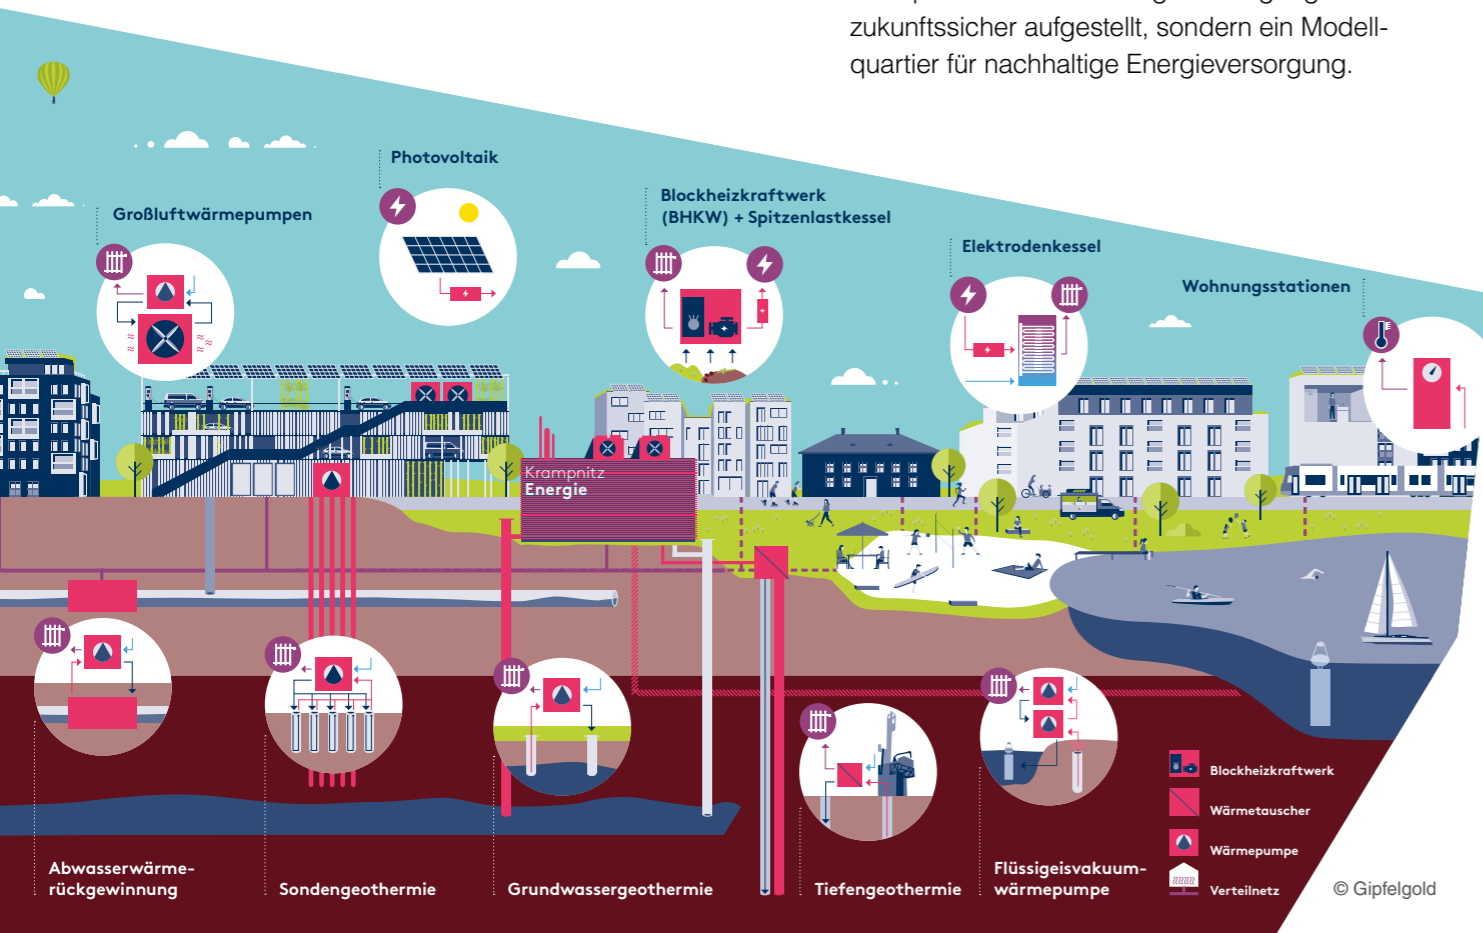 zukunftssicher aufgestellt, sondern ein Modell-
quartier für nachhaltige Energieversorgung.
Photovoltaik
Großluftwärmepumpen
Blockheizkraftwerk
(BHKW) + Spitzenlastkessel
Elektrodenkessel
Wohnungsstationen
Krampnitz
Energie
Abwasserwärme-
rückgewinnung
Sondengeothermie
Grundwassergeothermie
Tiefengeothermie
Flüssigeisvakuum-
wärmepumpe
Blockheizkraftwerk
Wärmetauscher
Wärmepumpe
Verteilnetz
© Gipfelgold